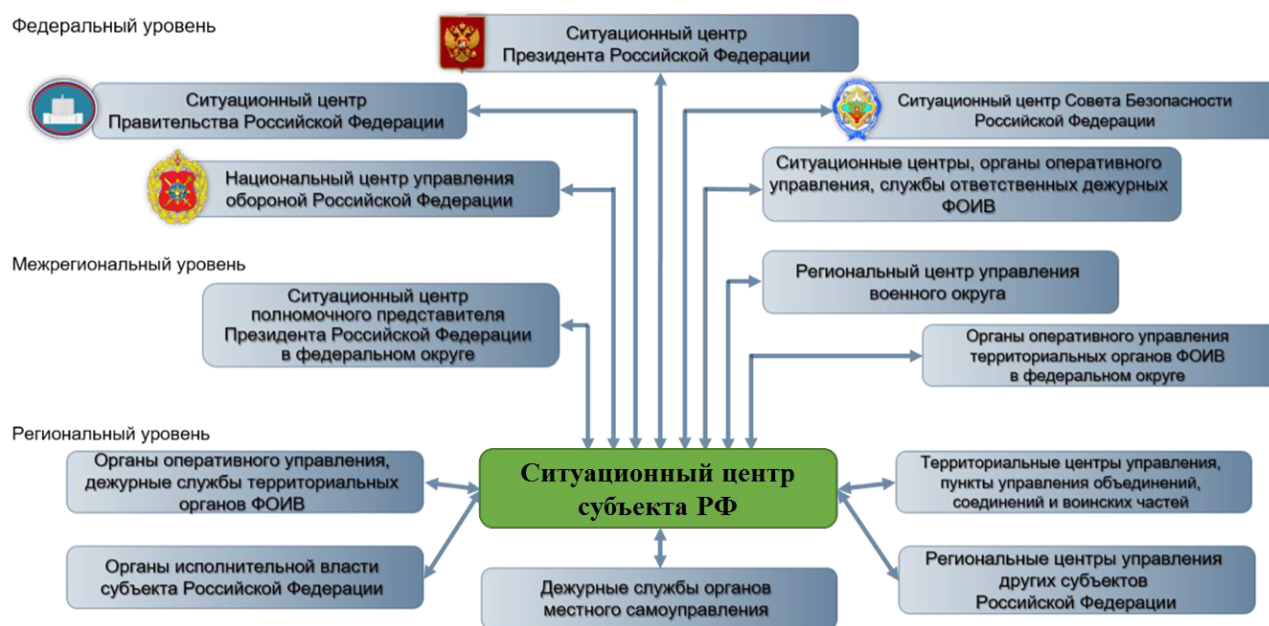 Федеральный уровень
Ситуационный центр
Президента Российской Федерации
Ситуационный центр
Правительства Российской Федерации
Ситуационный центр Совета Безопасности
Российской Федерации
Национальный центр управления
обороной Российской Федерации
Ситуационные центры, органы оперативного
управления, службы ответственных дежурных
ФОИВ
Межрегиональный уровень
Ситуационный центр
полномочного представителя
Президента Российской Федерации
в федеральном округе
Региональный центр управления
военного округа
Органы оперативного управления
территориальных органов ФОИВ
в федеральном округе
Региональный уровень
Органы оперативного управления,
дежурные службы территориальных
органов ФОИВ
Ситуационный центр
субъекта РФ
Территориальные центры управления,
пункты управления объединений,
соединений и воинских частей
Органы исполнительной власти
субъекта Российской Федерации
Дежурные службы органов
местного самоуправления
Региональные центры управления
других субъектов
Российской Федерации